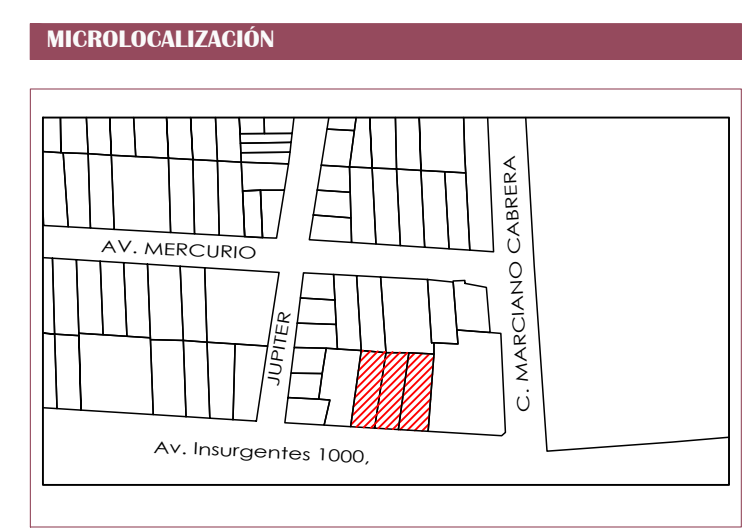 MICROLOCALIZACIÓN
C. MARCIANO CABRERA
AV. MERCURIO
JUPITER
Av. Insurgentes 1000,